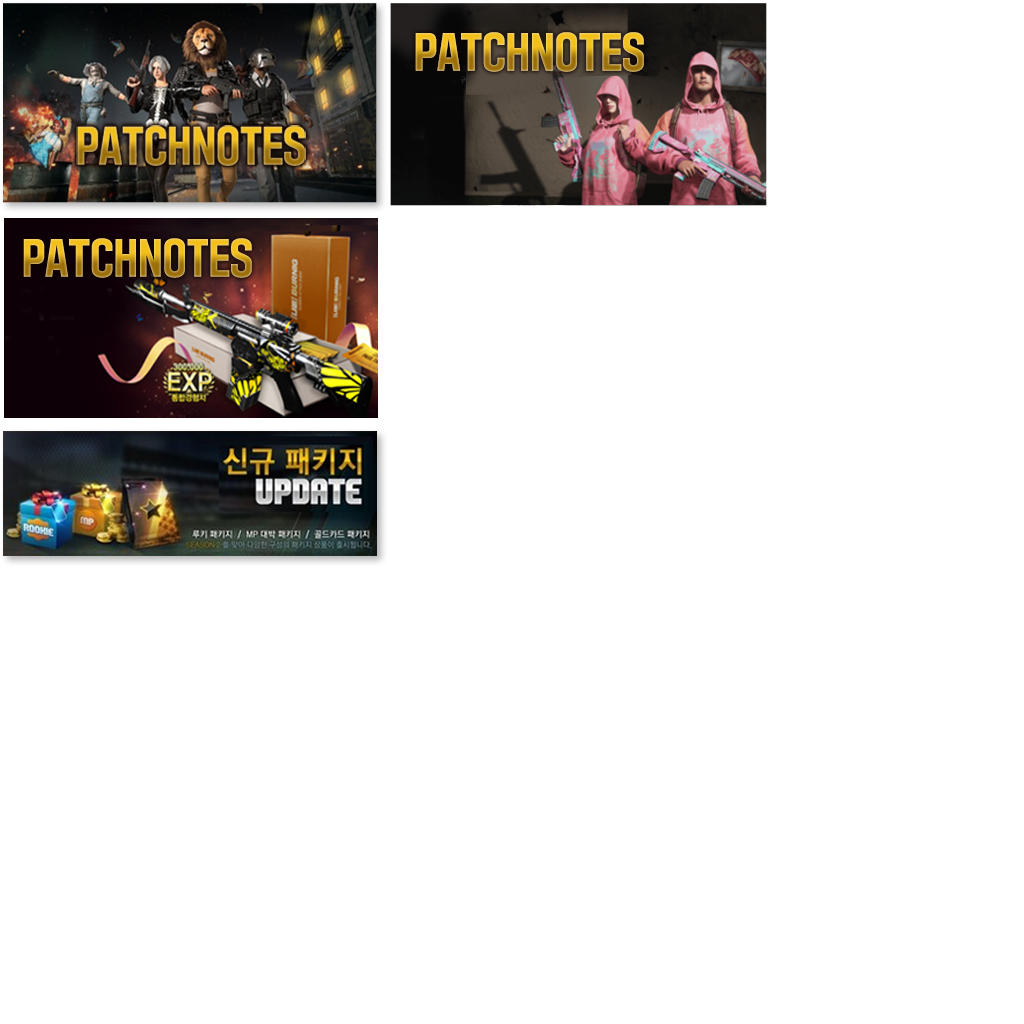 PATCHNOTES
PATCHNOTES
PATCHNOTES
300,000
EXP
통합경험치
신규 패키지
UPDATE
ROOKIE
MP
루키 패키지 / MP 대박 패키지 / 골드카드 패키지
SEASON 2를 맞아 다양한 구성의 패키지 상품이 출시됩니다.